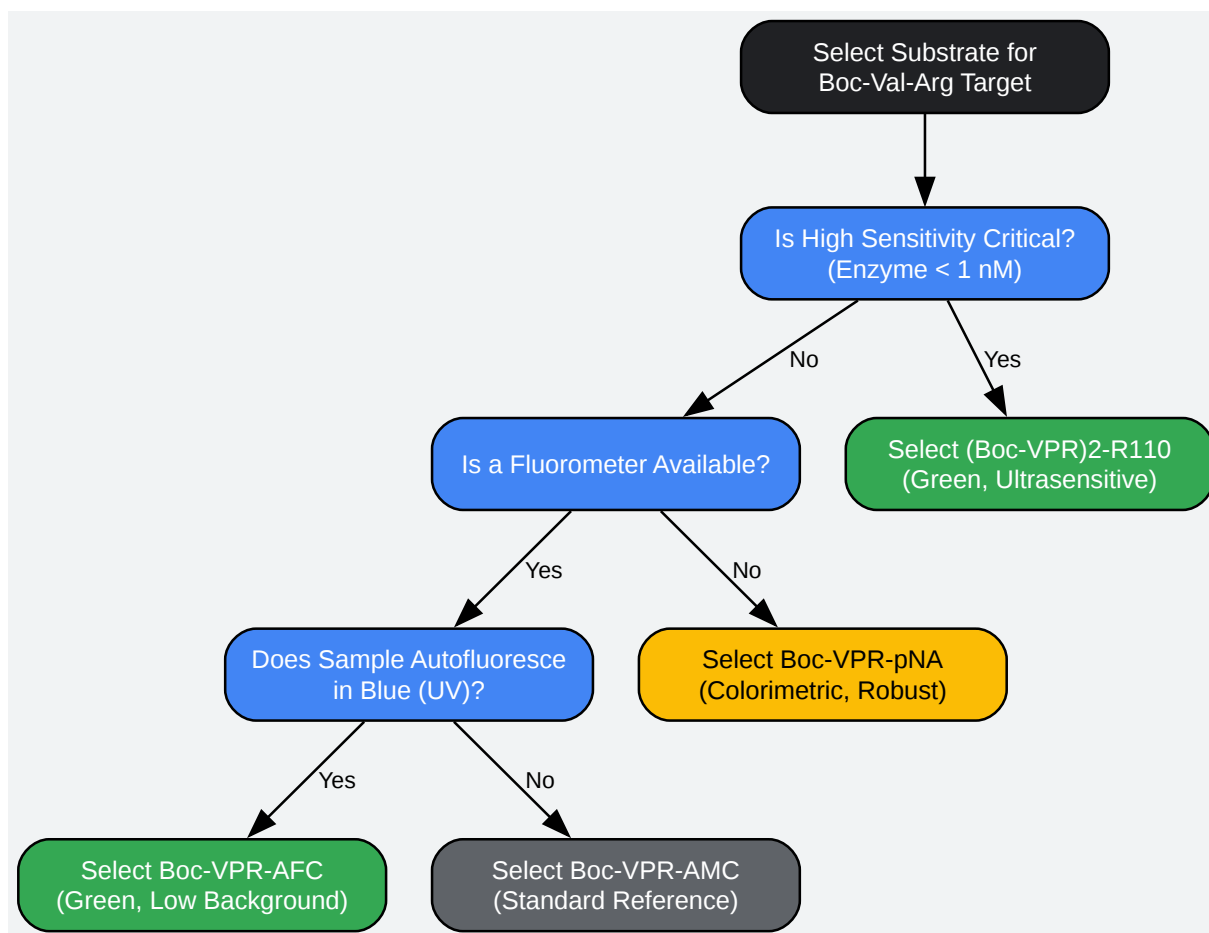 Select Substrate for
Boc-Val-Arg Target
Is High Sensitivity Critical?
(Enzyme < 1 nM)
No
Yes
Is a Fluorometer Available?
Select (Boc-VPR)2-R110
(Green, Ultrasensitive)
Yes
No
Does Sample Autofluoresce
in Blue (UV)?
Select Boc-VPR-pNA
(Colorimetric, Robust)
Yes
No
Select Boc-VPR-AFC
(Green, Low Background)
Select Boc-VPR-AMC
(Standard Reference)